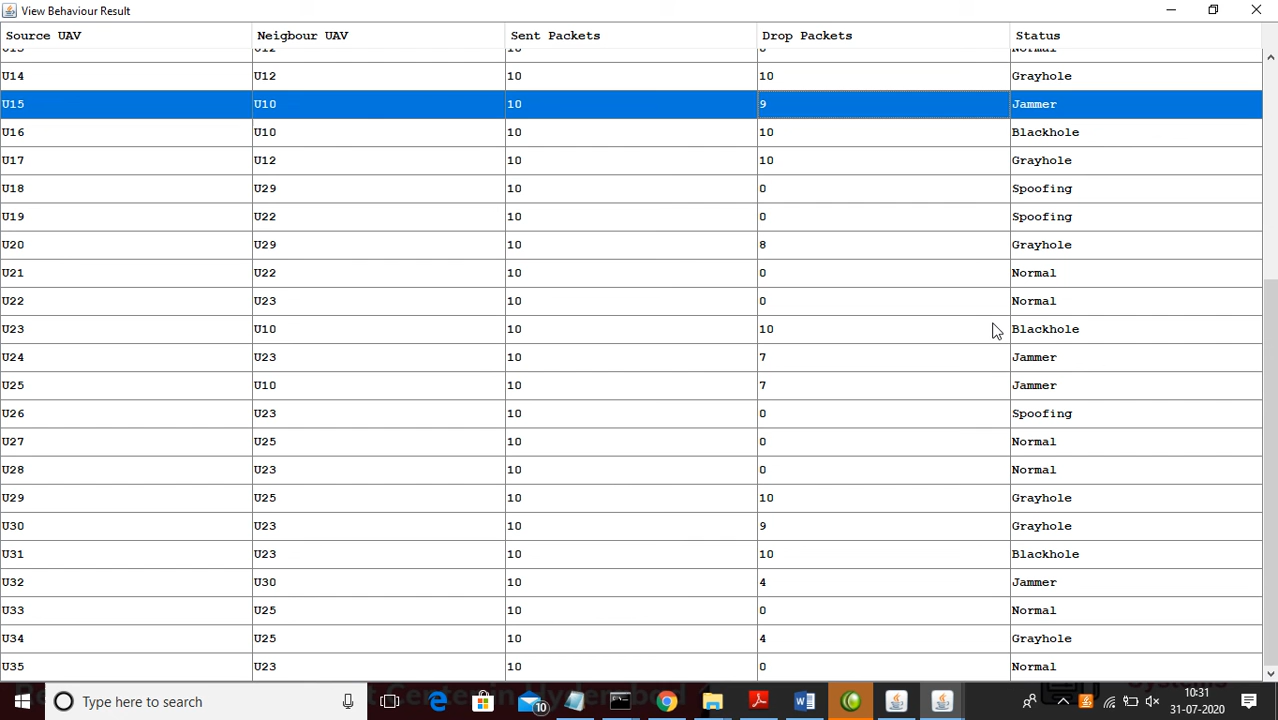 View Behaviour Result
Source UAV Neigbour UAV Sent Packets Drop Packets Status
U13 U12 10 0 Normal
U14 U12 10 10 Grayhole
U15 U10 10 9 Jammer
U16 U10 10 10 Blackhole
U17 U12 10 10 Grayhole
U18 U29 10 0 Spoofing
U19 U22 10 0 Spoofing
U20 U29 10 8 Grayhole
U21 U22 10 0 Normal
U22 U23 10 0 Normal
U23 U10 10 10 Blackhole
U24 U23 10 7 Jammer
U25 U10 10 7 Jammer
U26 U23 10 0 Spoofing
U27 U25 10 0 Normal
U28 U23 10 0 Normal
U29 U25 10 10 Grayhole
U30 U23 10 9 Grayhole
U31 U23 10 10 Blackhole
U32 U30 10 4 Jammer
U33 U25 10 0 Normal
U34 U25 10 4 Grayhole
U35 U23 10 0 Normal
Type here to search
10
10:31
31-07-2020